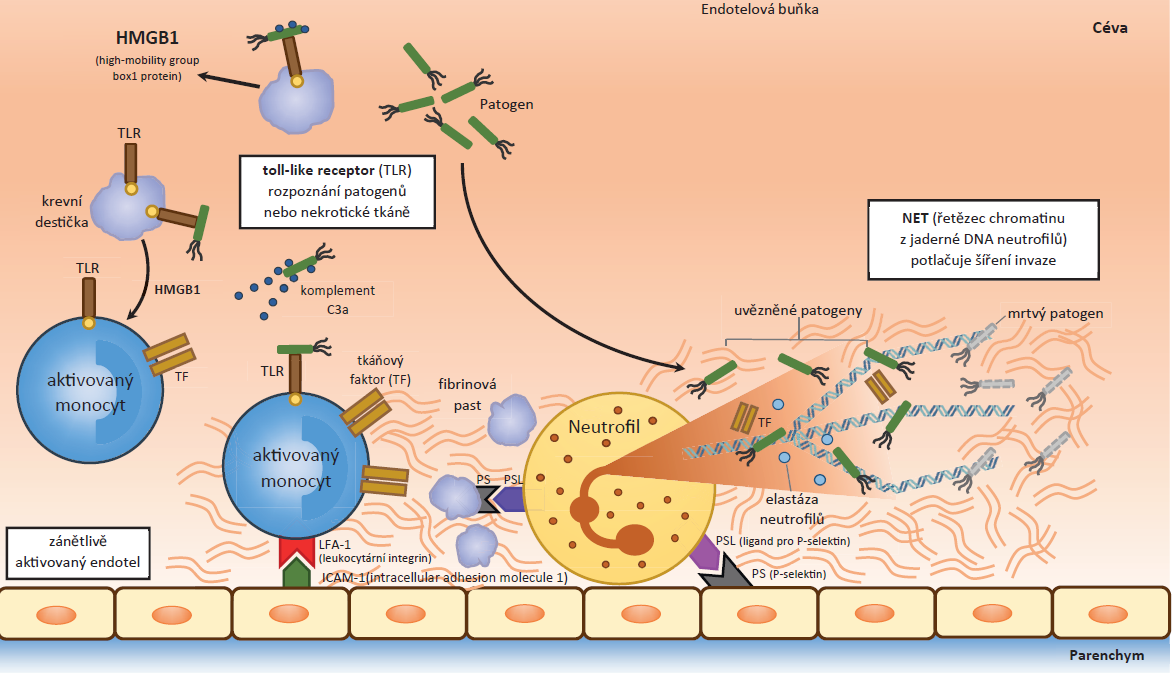 Endotelová buňka
Céva
HMGB1
(high-mobility group
box1 protein)
Patogen
TLR
toll-like receptor (TLR)
rozpoznání patogenů
nebo nekrotické tkáně
krevní
destička
NET (řetězec chromatinu
z jaderné DNA neutrofilů)
potlačuje šíření invaze
TLR
HMGB1
komplement
C3a
uvězněné patogeny
mrtvý patogen
aktivovaný
monocyt
TF
TLR
tkáňový
faktor (TF)
fibrinová
past
Neutrofil
TF
aktivovaný
monocyt
PS
PSL
elastáza
neutrofilů
zánětlivě
aktivovaný endotel
LFA-1
(leukocytární integrin)
ICAM-1(intracellular adhesion molecule 1)
PSL (ligand pro P-selektin)
PS (P-selektin)
Parenchym